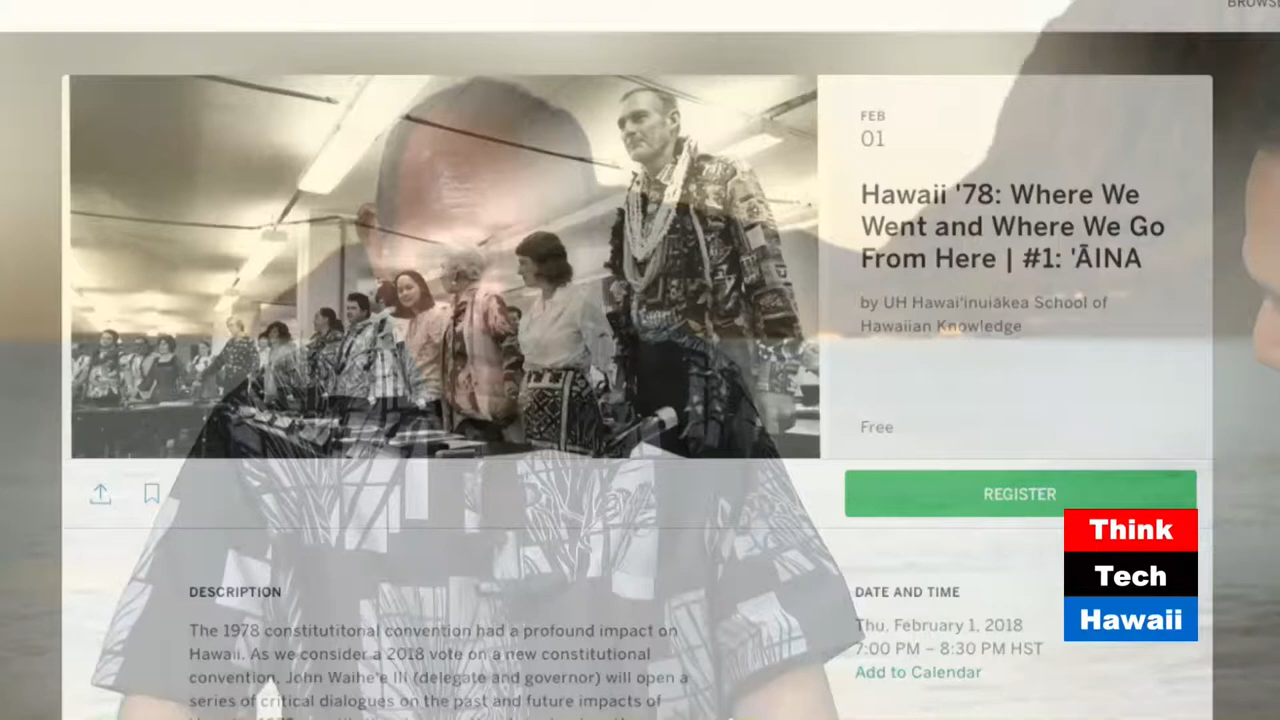 FEB
01
Hawaii '78: Where We
Went and Where We Go
From Here | #1: 'ĀINA
by UH Hawai'inuiākea School of
Hawaiian Knowledge
Free
REGISTER
Think
Tech
Hawaii
DESCRIPTION
The 1978 constitutitonal convention had a profound impact on
Hawaii. As we consider a 2018 vote on a new constitutional
convention, John Waihe'e III (delegate and governor) will open a
series of critical dialogues on the past and future impacts of
DATE AND TIME
Thu, February 1, 2018
7:00 PM – 8:30 PM HST
Add to Calendar